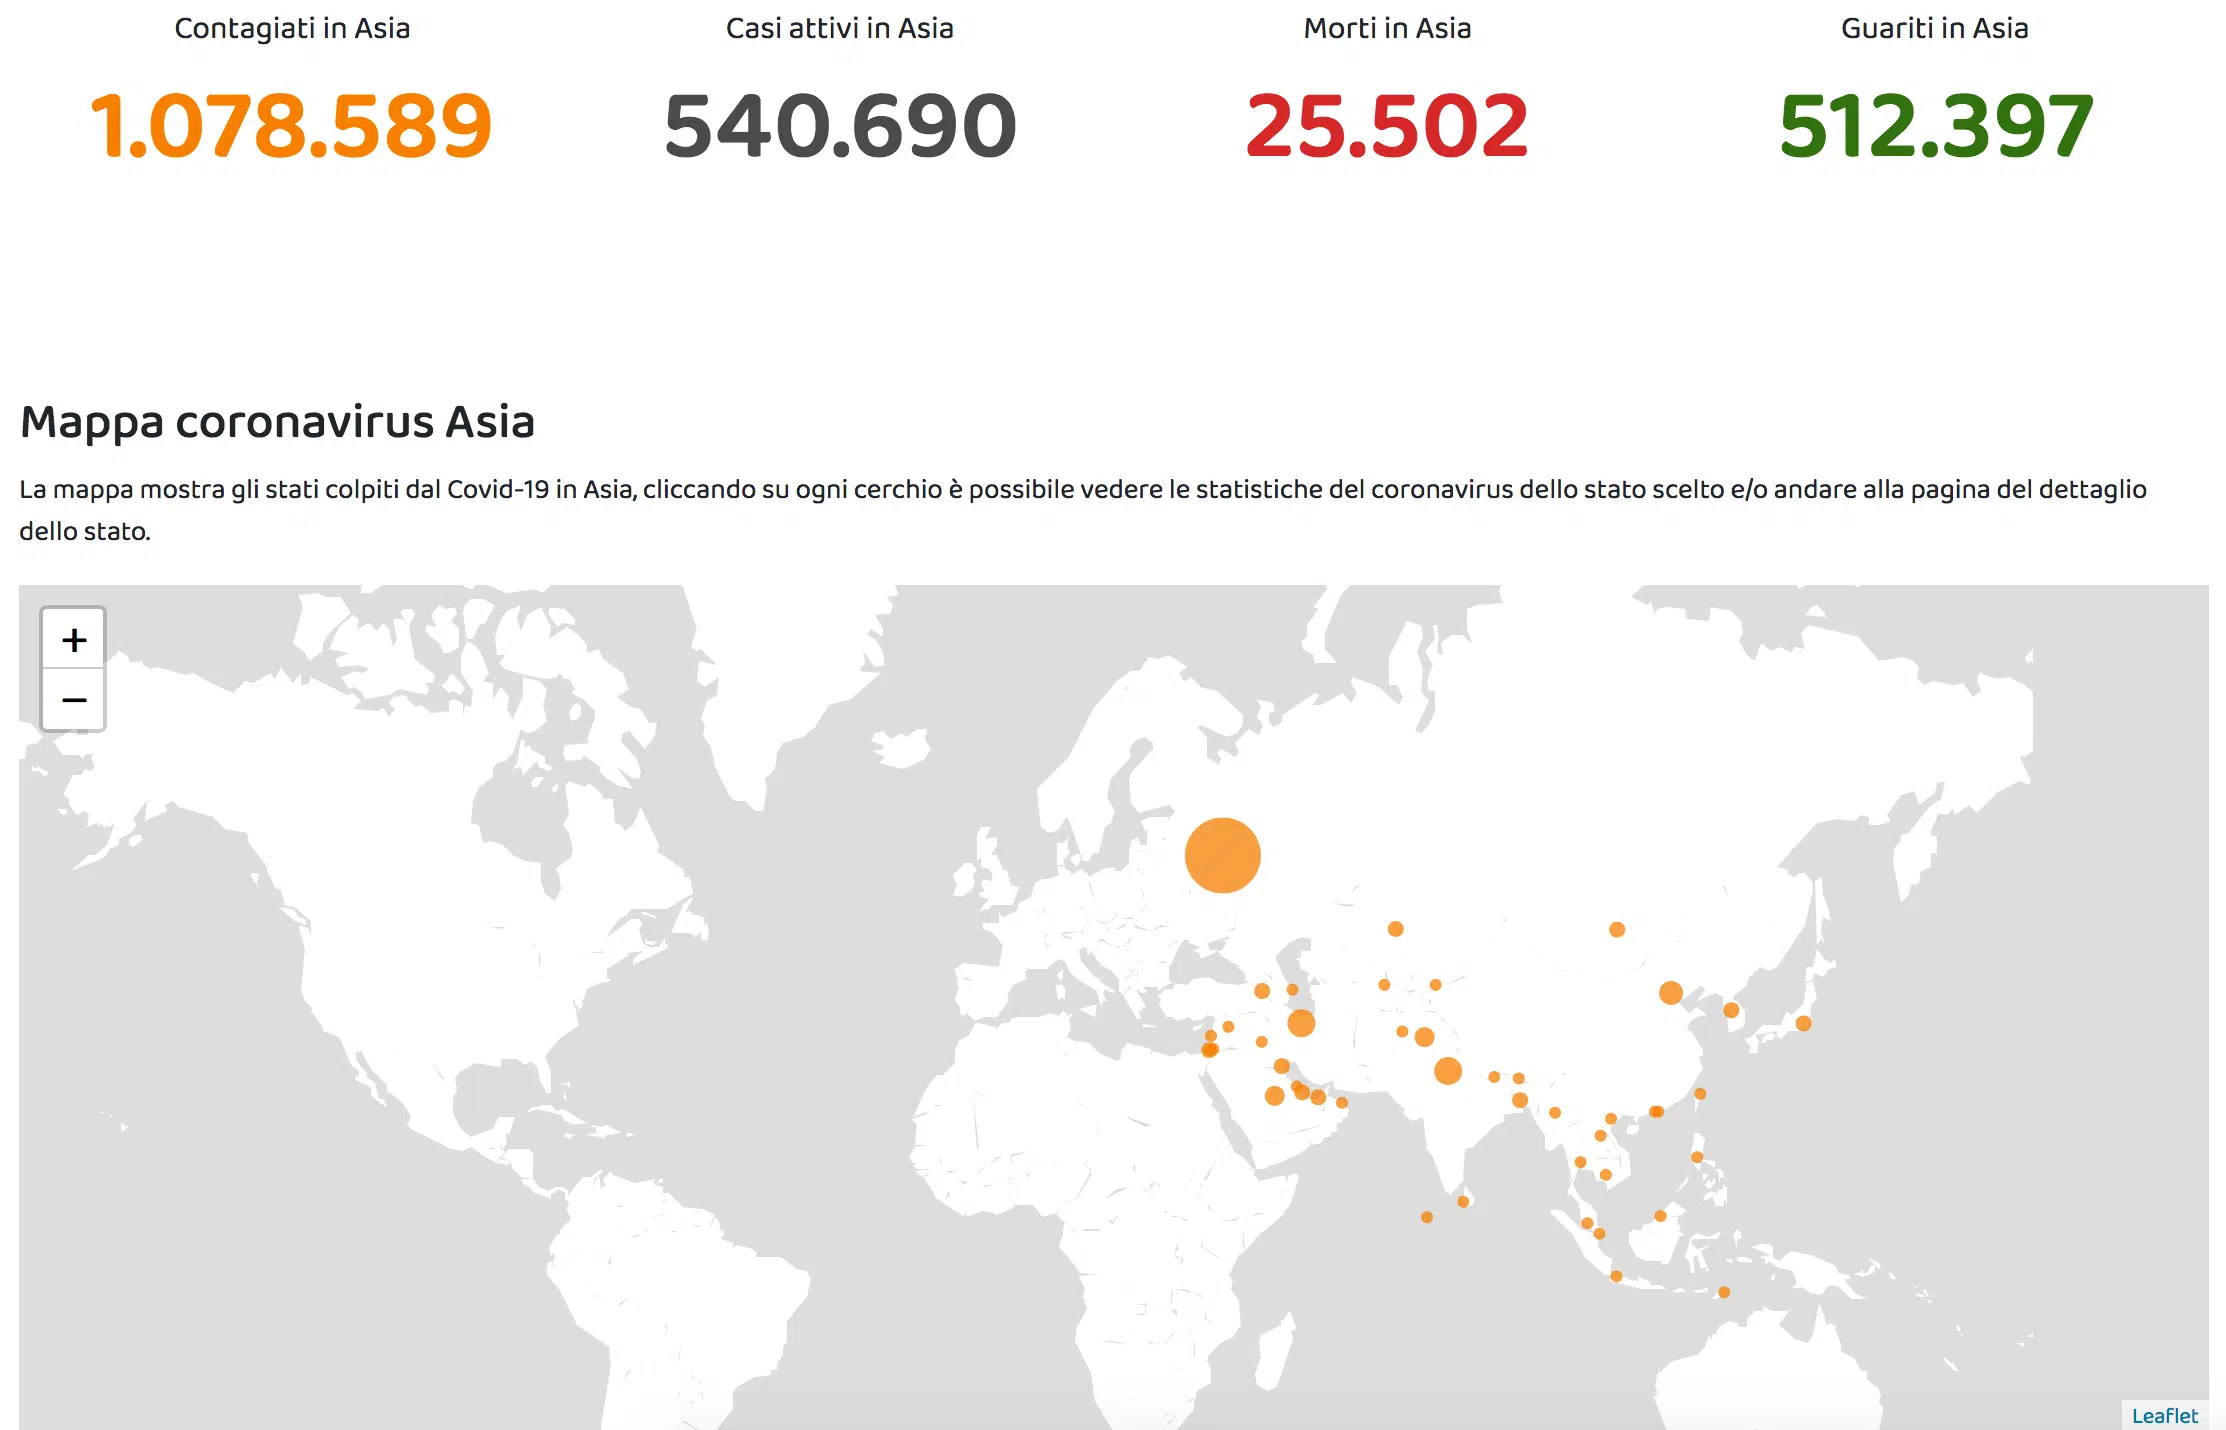 Contagiati in Asia
Casi attivi in Asia
Morti in Asia
Guariti in Asia
1.078.589
540.690
25.502
512.397
Mappa coronavirus Asia
La mappa mostra gli stati colpiti dal Covid-19 in Asia, cliccando su ogni cerchio è possibile vedere le statistiche del coronavirus dello stato scelto e/o andare alla pagina del dettaglio
dello stato.
+
−
Leaflet